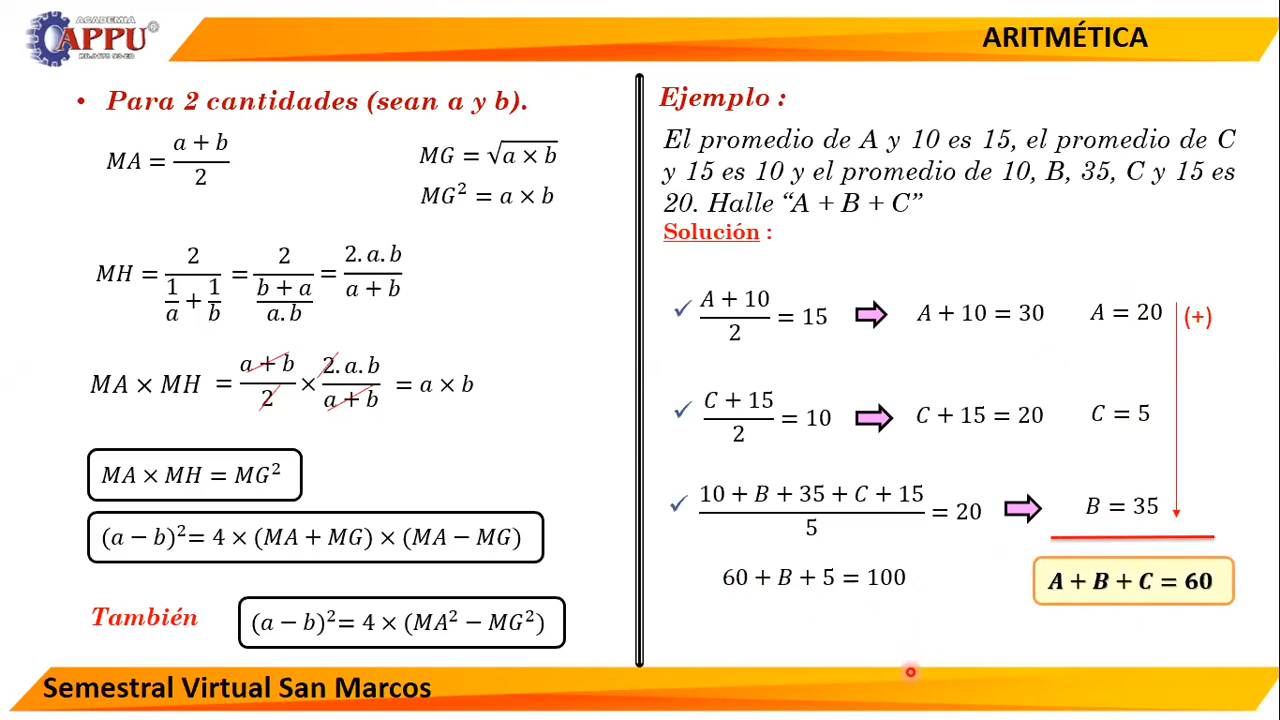 ACADEMIA
APPU
ARITMÉTICA
• Para 2 cantidades (sean a y b).
MA = (a + b)/2
MG = √(a × b)
MG² = a × b
MH = 2/(1/a + 1/b) = 2/((b + a)/(a. b)) = (2. a. b)/(a + b)
MA × MH = (a + b)/2 × (2. a. b)/(a + b) = a × b
MA × MH = MG²
(a − b)²= 4 × (MA + MG) × (MA − MG)
También
(a − b)²= 4 × (MA² − MG²)
Ejemplo :
El promedio de A y 10 es 15, el promedio de C
y 15 es 10 y el promedio de 10, B, 35, C y 15 es
20. Halle “A + B + C”
Solución :
✓ (A + 10)/2 = 15 ⇒ A + 10 = 30 A = 20 (+)
✓ (C + 15)/2 = 10 ⇒ C + 15 = 20 C = 5
✓ (10 + B + 35 + C + 15)/5 = 20 ⇒ B = 35
60 + B + 5 = 100
A + B + C = 60
Semestral Virtual San Marcos